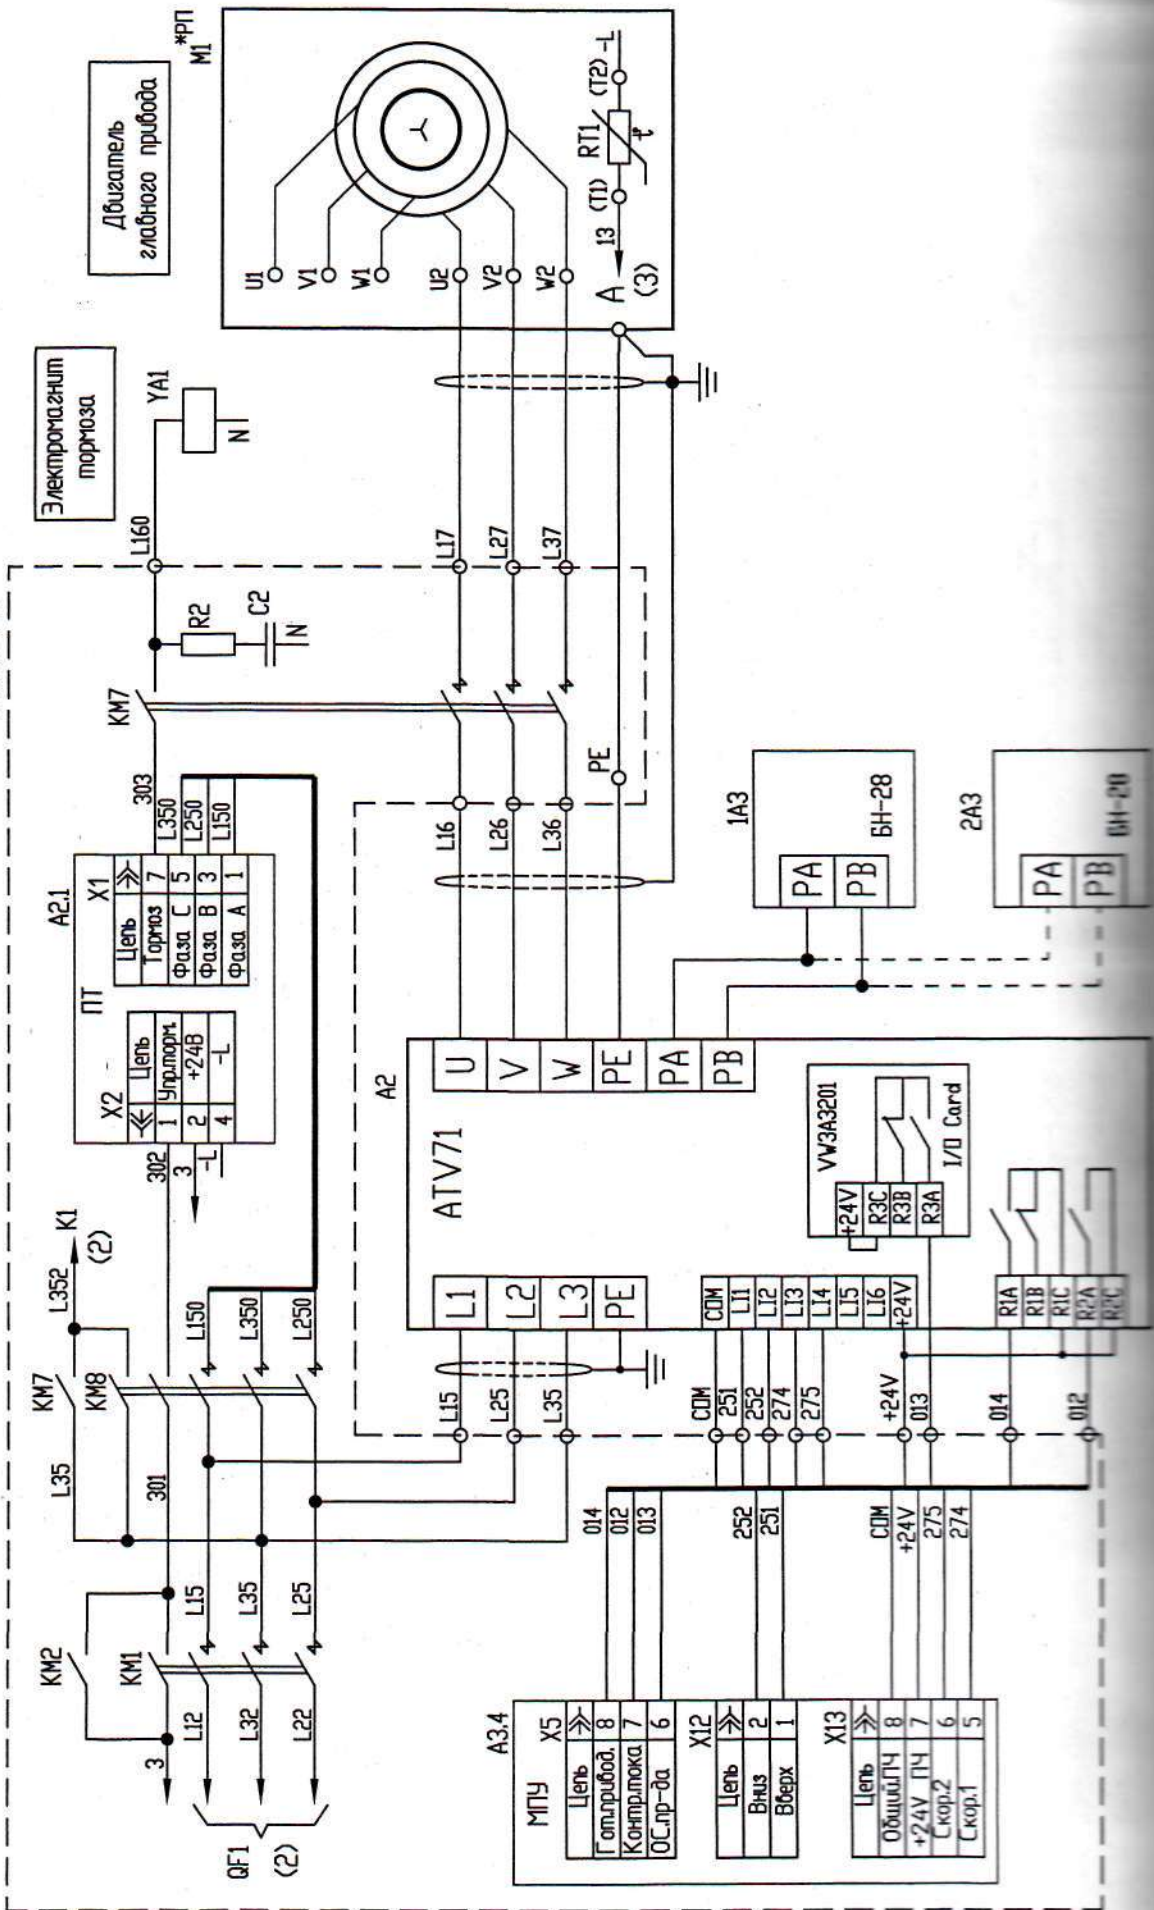 QF1
(2)
L12
L32
L22
3
KM2
KM1
L15
L35
L25
L35
301
KM7
KM8
L352
K1
(2)
L150
L350
L250
302
3
-L
A2.1
ПТ
X2
Цепь
1 Упр.торм.
2 +24В
4 -L
X1
Цепь
Тормоз 7
Фаза С 5
Фаза В 3
Фаза А 1
303
L350
L250
L150
KM7
R2
C2
N
L160
Электромагнит
тормоза
YA1
N
Двигатель
главного привода
*РП
M1
U1
V1
W1
U2
V2
W2
RT1
t°
(T1)
(T2)
-L
13
A
(3)
L17
L27
L37
PE
L16
L26
L36
A2
ATV71
L15
L25
L35
L1
L2
L3
PE
U
V
W
PE
PA
PB
1A3
PA
PB
БН-28
2A3
PA
PB
VW3A3201
+24V
R3C
R3B
R3A
I/O Card
COM
LI1
LI2
LI3
LI4
LI5
LI6
+24V
R1A
R1B
R1C
R2A
R2C
COM
251
252
274
275
+24V
013
014
012
A3.4
МПУ
X5
Цепь
Гот.привод. 8
Контр.тока 7
ОС.пр-да 6
014
012
013
X12
Цепь
Вниз 2
Вверх 1
252
251
X13
Цепь
Общий.ПЧ 8
+24V ПЧ 7
Скор.2 6
Скор.1 5
COM
+24V
275
274